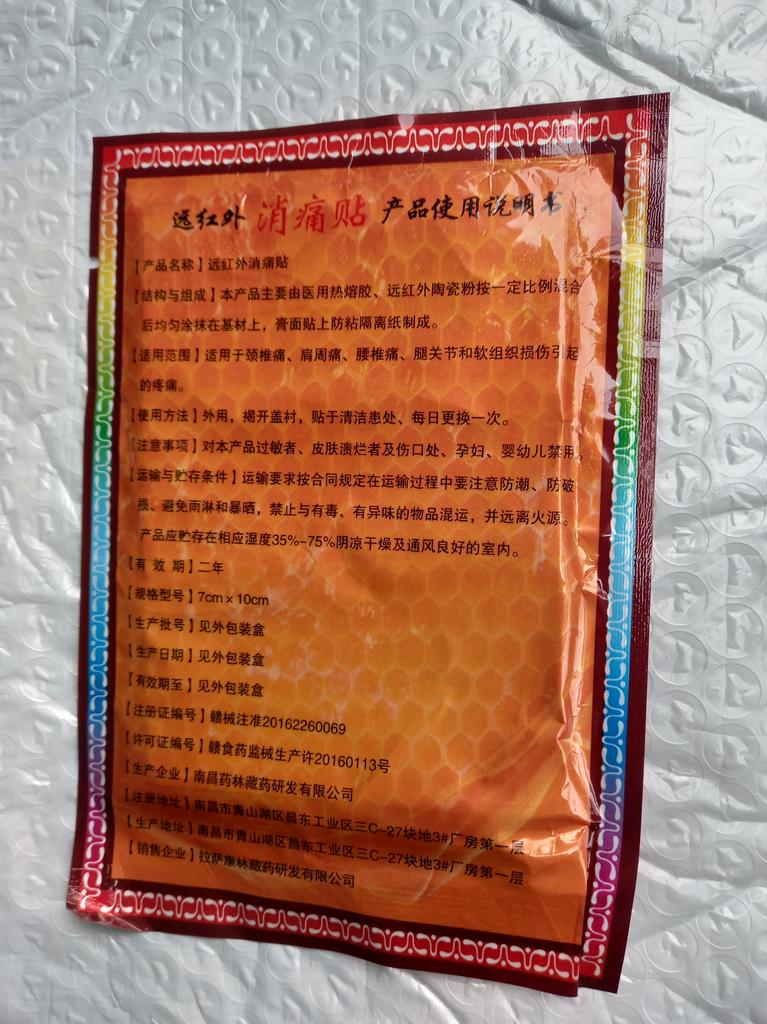 远红外 消痛贴 产品使用说明书
【产品名称】远红外消痛贴
【结构与组成】本产品主要由医用热熔胶、远红外陶瓷粉按一定比例混合
后均匀涂抹在基材上，膏面贴上防粘隔离纸制成。
【适用范围】适用于颈椎痛、肩周痛、腰椎痛、腿关节和软组织损伤引起
的疼痛。
【使用方法】外用，揭开盖衬，贴于清洁患处、每日更换一次。
【注意事项】对本产品过敏者、皮肤溃烂者及伤口处、孕妇、婴幼儿禁用。
【运输与贮存条件】运输要求按合同规定在运输过程中要注意防潮、防破
损、避免雨淋和暴晒，禁止与有毒、有异味的物品混运，并远离火源。
产品应贮存在相应湿度35%-75%阴凉干燥及通风良好的室内。
【有 效 期】二年
【规格型号】7cm×10cm
【生产批号】见外包装盒
【生产日期】见外包装盒
【有效期至】见外包装盒
【注册证编号】赣械注准20162260069
【许可证编号】赣食药监械生产许20160113号
【生产企业】南昌药林藏药研发有限公司
【注册地址】南昌市青山湖区昌东工业区三C-27块地3#厂房第一层
【生产地址】南昌市青山湖区昌东工业区三C-27块地3#厂房第一层
【销售企业】拉萨康林藏药研发有限公司